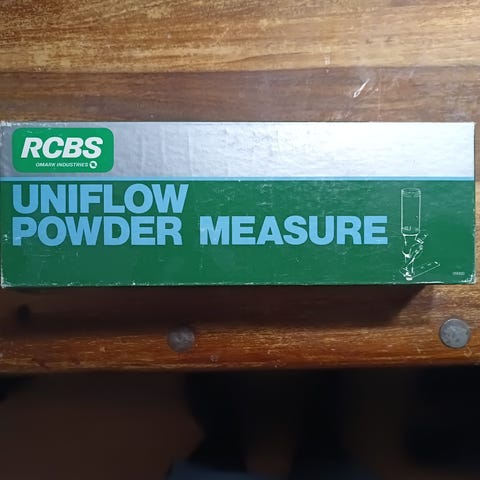 RCBS
OMARK INDUSTRIES
UNIFLOW
POWDER MEASURE